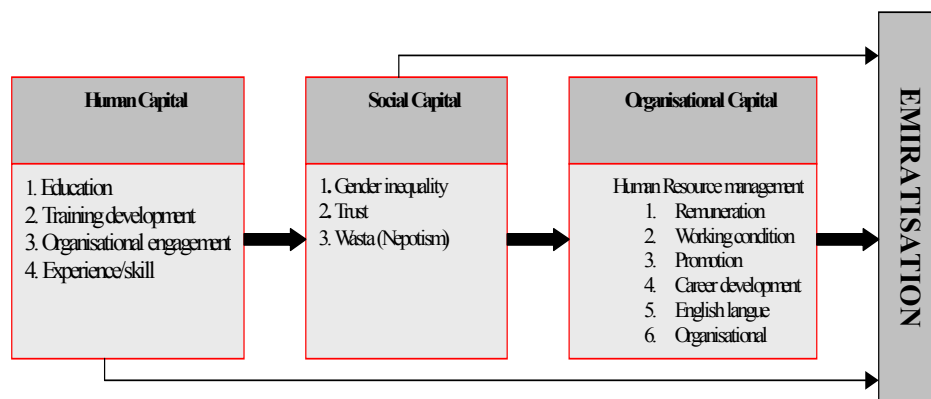 Human Capital
1. Education
2. Training development
3. Organisational engagement
4. Experience/skill
Social Capital
1. Gender inequality
2. Trust
3. Wasta (Nepotism)
Organisational Capital
Human Resource management
1. Remuneration
2. Working condition
3. Promotion
4. Career development
5. English langue
6. Organisational
EMIRATISATION